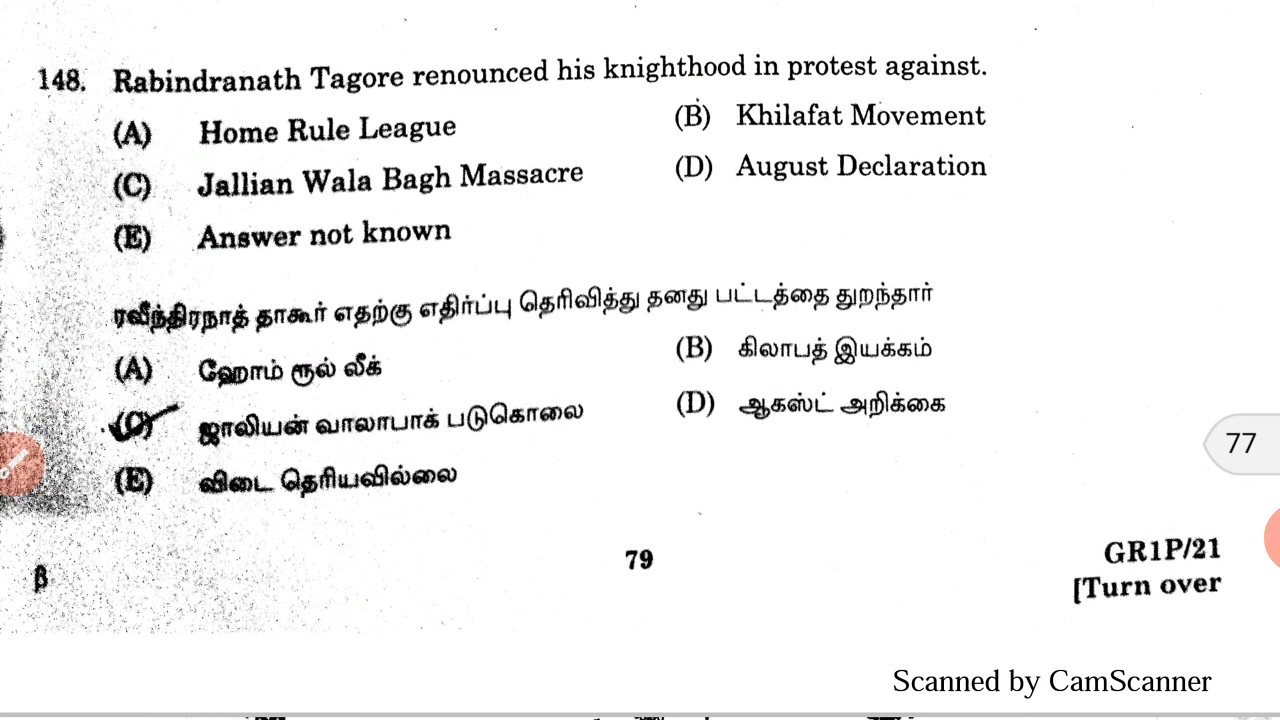 148. Rabindranath Tagore renounced his knighthood in protest against.
(A) Home Rule League (B) Khilafat Movement
(C) Jallian Wala Bagh Massacre (D) August Declaration
(E) Answer not known
ரவீந்திரநாத் தாகூர் எதற்கு எதிர்ப்பு தெரிவித்து தனது பட்டத்தை துறந்தார்
(A) ஹோம் ரூல் லீக் (B) கிலாபத் இயக்கம்
(C) ஜாலியன் வாலாபாக் படுகொலை (D) ஆகஸ்ட் அறிக்கை
(E) விடை தெரியவில்லை
77
β 79 GR1P/21
[Turn over
Scanned by CamScanner